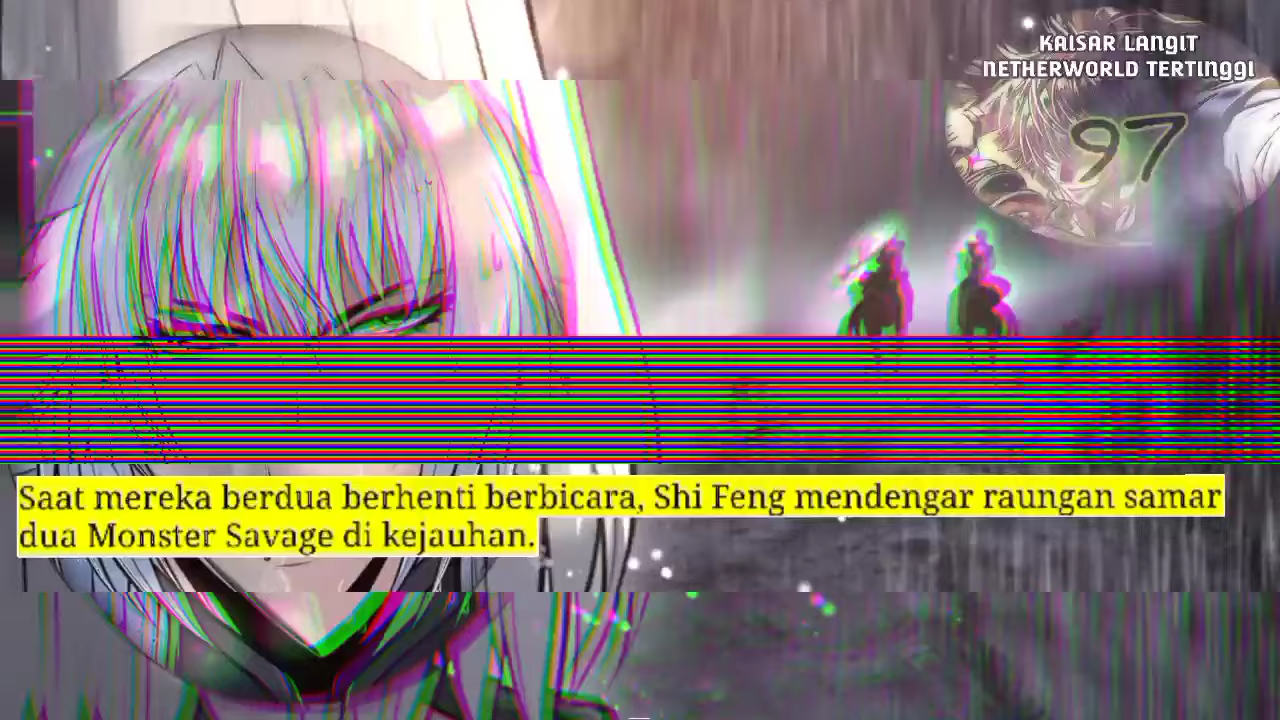 KAISAR LANGIT
NETHERWORLD TERTINGGI
97
Saat mereka berdua berhenti berbicara, Shi Feng mendengar raungan samar
dua Monster Savage di kejauhan.